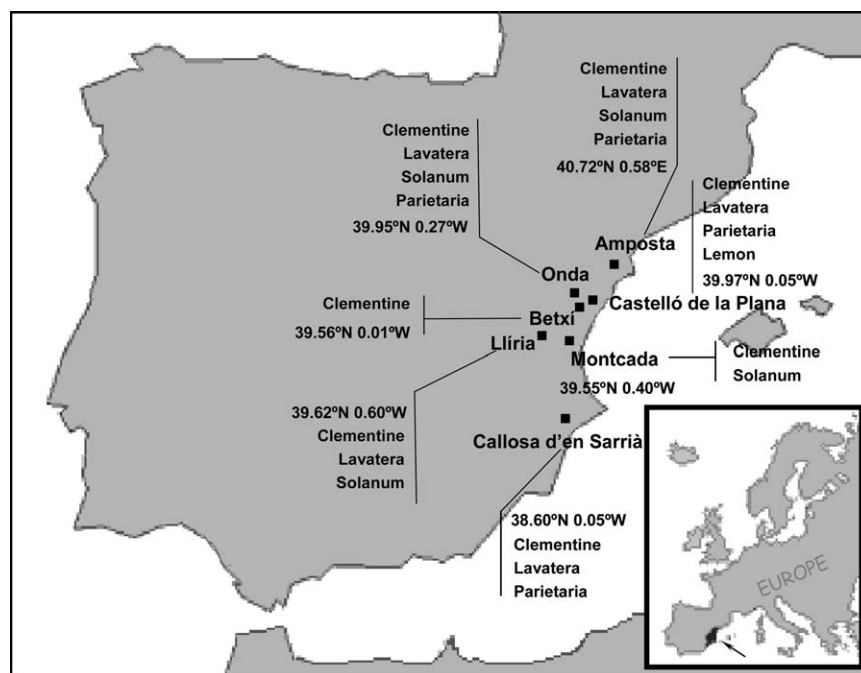 Clementine
Lavatera
Solanum
Parietaria
40.72ºN 0.58ºE
Amposta
Clementine
Lavatera
Solanum
Parietaria
39.95ºN 0.27ºW
Onda
Clementine
Lavatera
Parietaria
Lemon
39.97ºN 0.05ºW
Castelló de la Plana
Clementine
39.56ºN 0.01ºW
Betxí
Llíria
39.62ºN 0.60ºW
Clementine
Lavatera
Solanum
Montcada
39.55ºN 0.40ºW
Clementine
Solanum
Callosa d'en Sarrià
38.60ºN 0.05ºW
Clementine
Lavatera
Parietaria
EUROPE